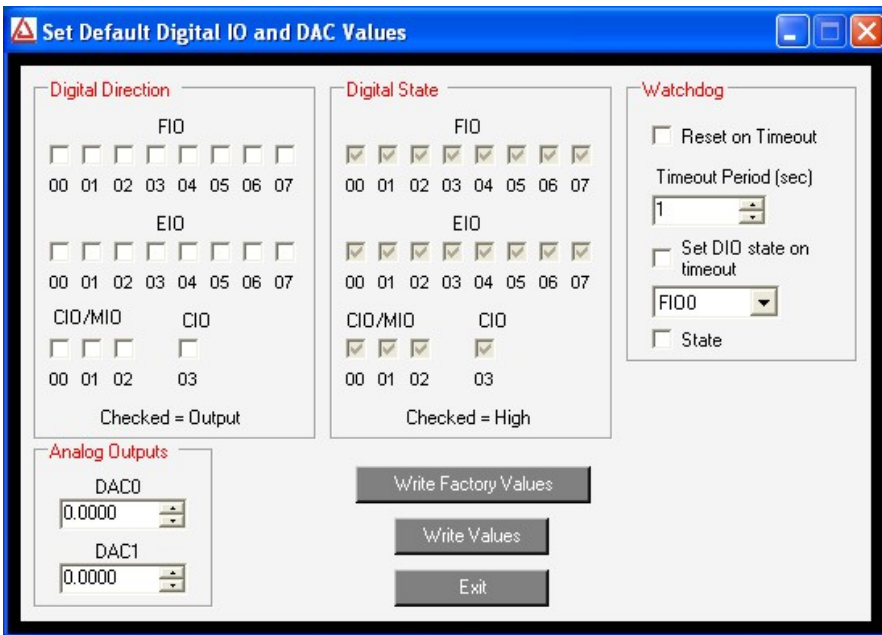 Set Default Digital IO and DAC Values
Digital Direction
FIO
00 01 02 03 04 05 06 07
EIO
00 01 02 03 04 05 06 07
CIO/MIO CIO
00 01 02 03
Checked = Output
Digital State
FIO
00 01 02 03 04 05 06 07
EIO
00 01 02 03 04 05 06 07
CIO/MIO CIO
00 01 02 03
Checked = High
Watchdog
Reset on Timeout
Timeout Period (sec)
1
Set DIO state on
timeout
FIO0
State
Analog Outputs
DAC0
0.0000
DAC1
0.0000
Write Factory Values
Write Values
Exit